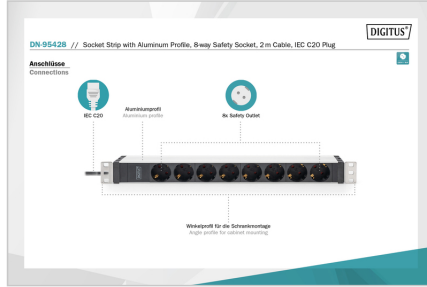 DIGITUS®
DN-95428 // Socket Strip with Aluminum Profile, 8-way Safety Socket, 2 m Cable, IEC C20 Plug
Anschlüsse
Connections
IEC C20
Aluminiumprofil
Aluminum profile
8x Safety Outlet
Winkelprofil für die Schrankmontage
Angle profile for cabinet mounting